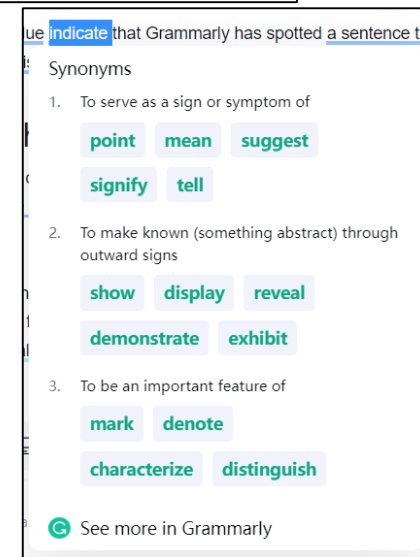 ue indicate that Grammarly has spotted a sentence t
Synonyms
1. To serve as a sign or symptom of
point mean suggest
signify tell
2. To make known (something abstract) through
outward signs
show display reveal
demonstrate exhibit
3. To be an important feature of
mark denote
characterize distinguish
See more in Grammarly